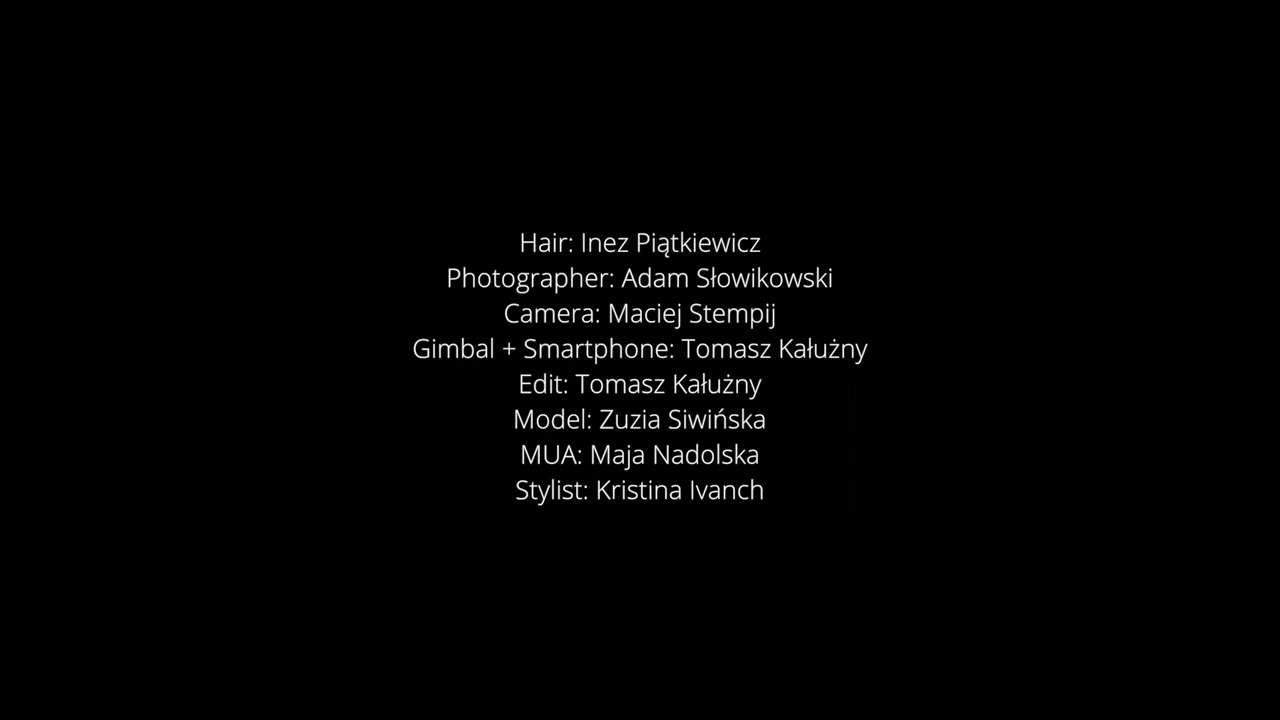 Hair: Inez Piątkiewicz
Photographer: Adam Słowikowski
Camera: Maciej Stempij
Gimbal + Smartphone: Tomasz Kałużny
Edit: Tomasz Kałużny
Model: Zuzia Siwińska
MUA: Maja Nadolska
Stylist: Kristina Ivanch